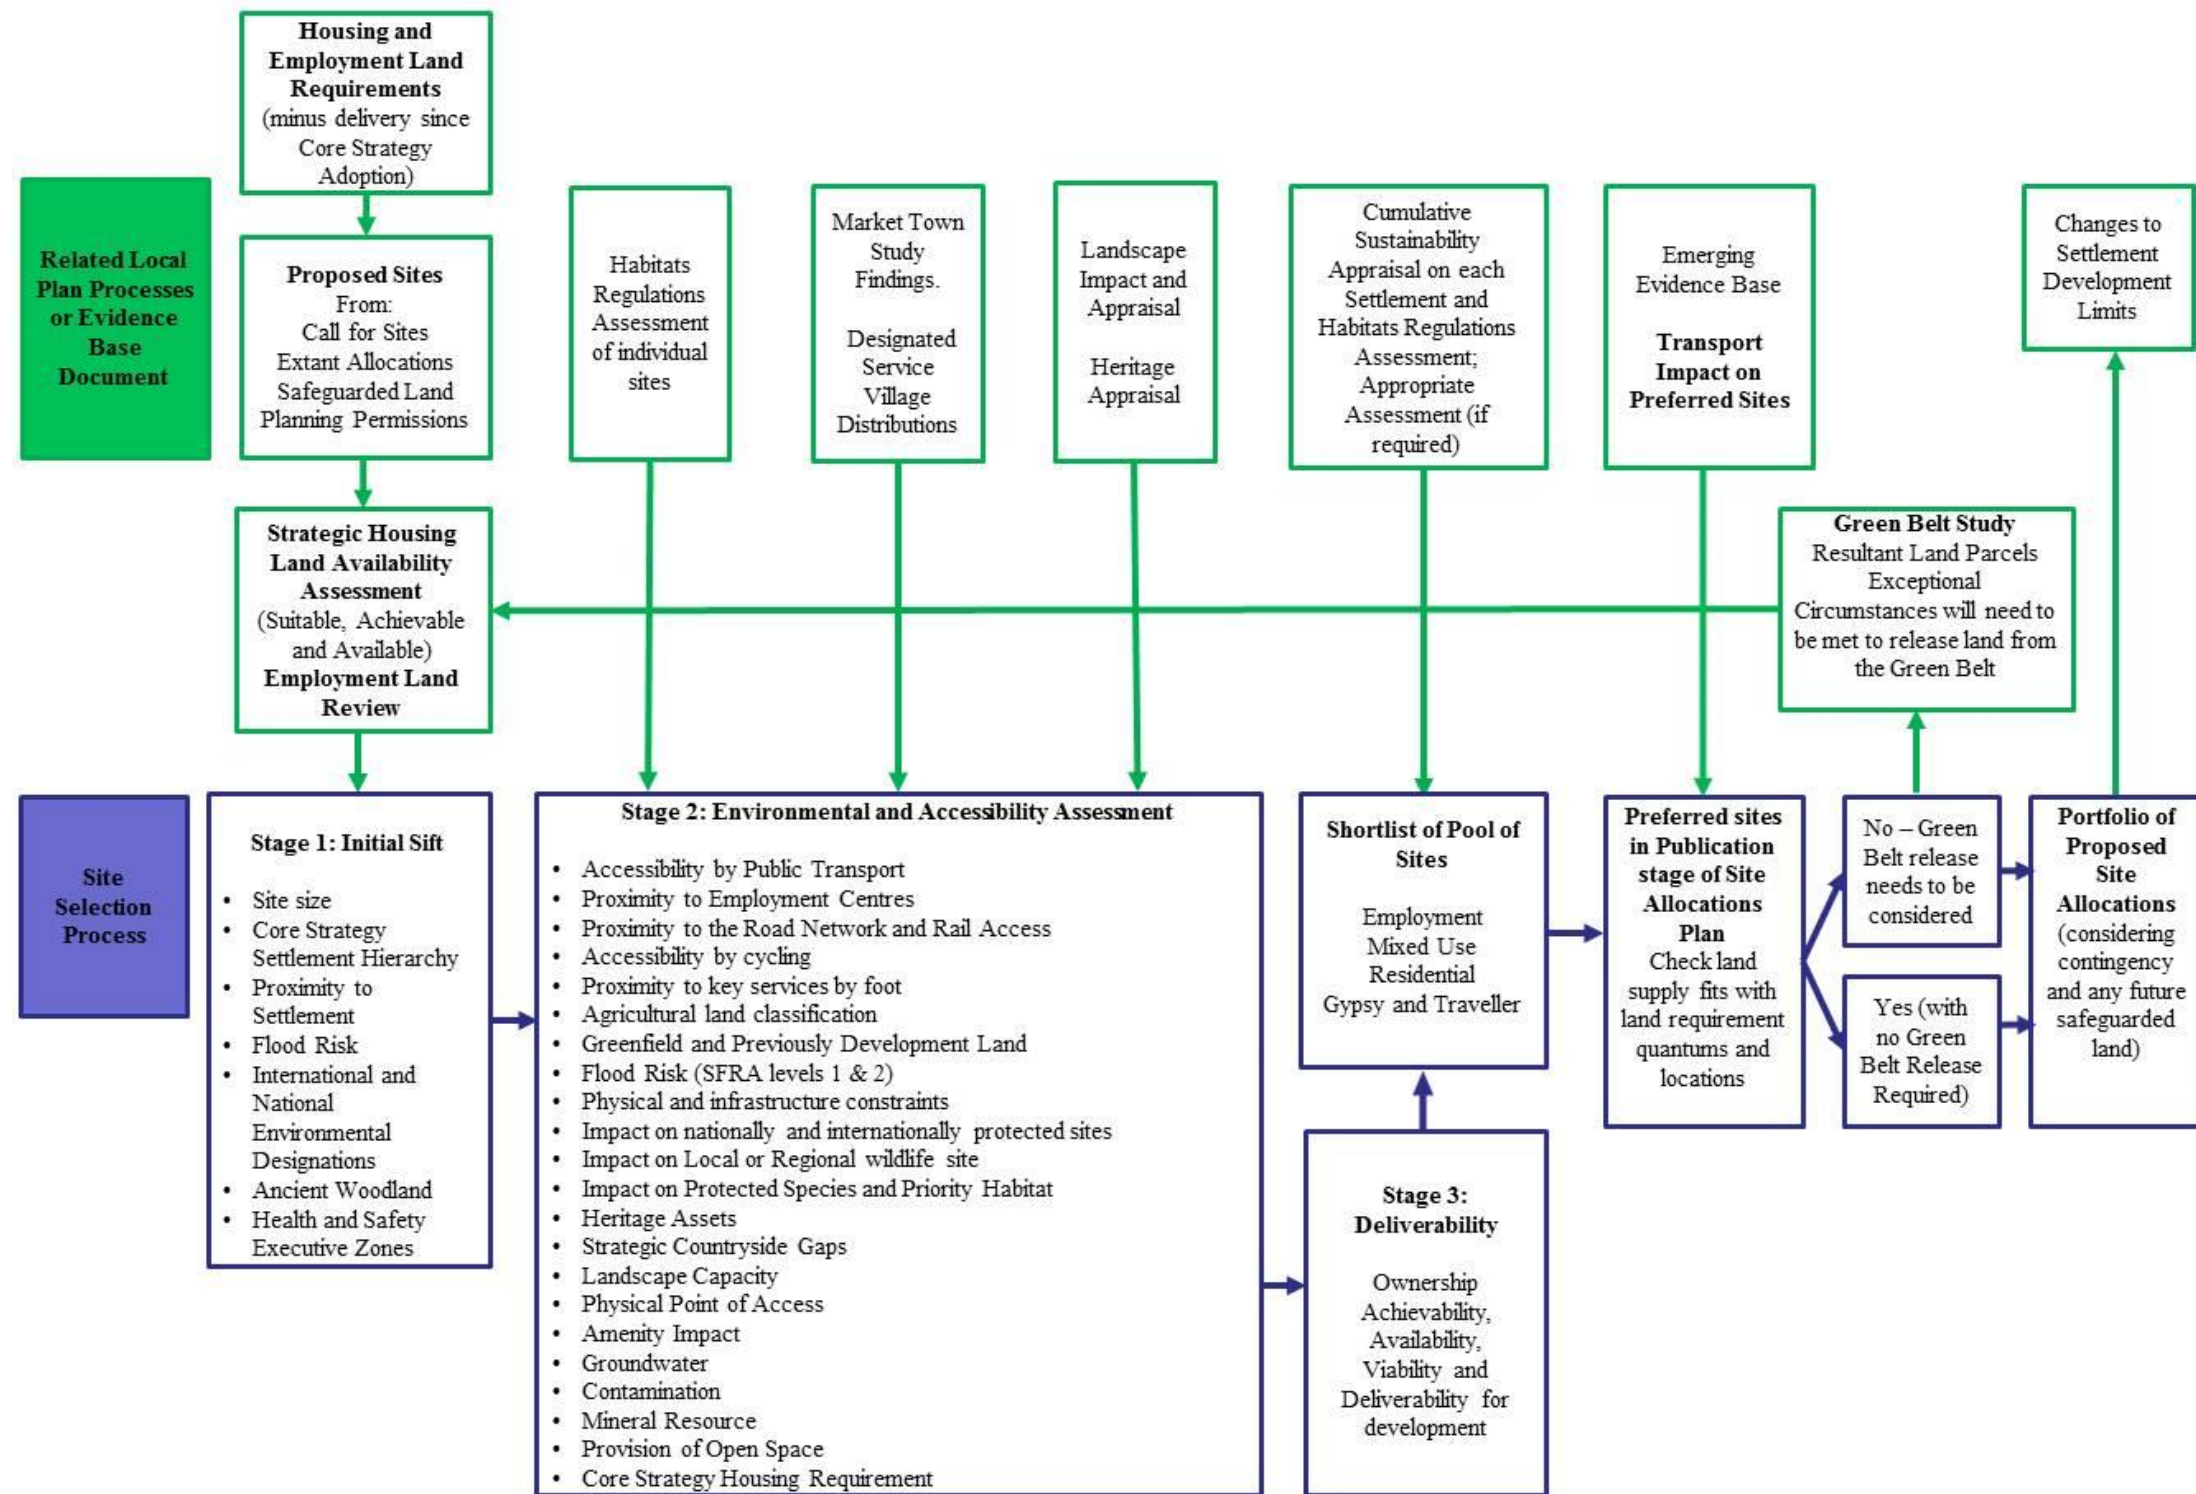 Housing and
Employment Land
Requirements
(minus delivery since
Core Strategy
Adoption)
Related Local
Plan Processes
or Evidence
Base
Document
Proposed Sites
From:
Call for Sites
Extant Allocations
Safeguarded Land
Planning Permissions
Habitats
Regulations
Assessment
of individual
sites
Market Town
Study
Findings.
Designated
Service
Village
Distributions
Landscape
Impact and
Appraisal
Heritage
Appraisal
Cumulative
Sustainability
Appraisal on each
Settlement and
Habitats Regulations
Assessment;
Appropriate
Assessment (if
required)
Emerging
Evidence Base
Transport
Impact on
Preferred Sites
Changes to
Settlement
Development
Limits
Strategic Housing
Land Availability
Assessment
(Suitable, Achievable
and Available)
Employment Land
Review
Green Belt Study
Resultant Land Parcels
Exceptional
Circumstances will need to
be met to release land from
the Green Belt
Site
Selection
Process
Stage 1: Initial Sift
• Site size
• Core Strategy
Settlement Hierarchy
• Proximity to
Settlement
• Flood Risk
• International and
National
Environmental
Designations
• Ancient Woodland
• Health and Safety
Executive Zones
Stage 2: Environmental and Accessibility Assessment
• Accessibility by Public Transport
• Proximity to Employment Centres
• Proximity to the Road Network and Rail Access
• Accessibility by cycling
• Proximity to key services by foot
• Agricultural land classification
• Greenfield and Previously Development Land
• Flood Risk (SFRA levels 1 & 2)
• Physical and infrastructure constraints
• Impact on nationally and internationally protected sites
• Impact on Local or Regional wildlife site
• Impact on Protected Species and Priority Habitat
• Heritage Assets
• Strategic Countryside Gaps
• Landscape Capacity
• Physical Point of Access
• Amenity Impact
• Groundwater
• Contamination
• Mineral Resource
• Provision of Open Space
• Core Strategy Housing Requirement
Shortlist of Pool of
Sites
Employment
Mixed Use
Residential
Gypsy and Traveller
Stage 3:
Deliverability
Ownership
Achievability,
Availability,
Viability and
Deliverability for
development
Preferred sites
in Publication
stage of Site
Allocations
Plan
Check land
supply fits with
land requirement
quantums and
locations
No – Green
Belt release
needs to be
considered
Yes (with
no Green
Belt Release
Required)
Portfolio of
Proposed
Site
Allocations
(considering
contingency
and any future
safeguarded
land)